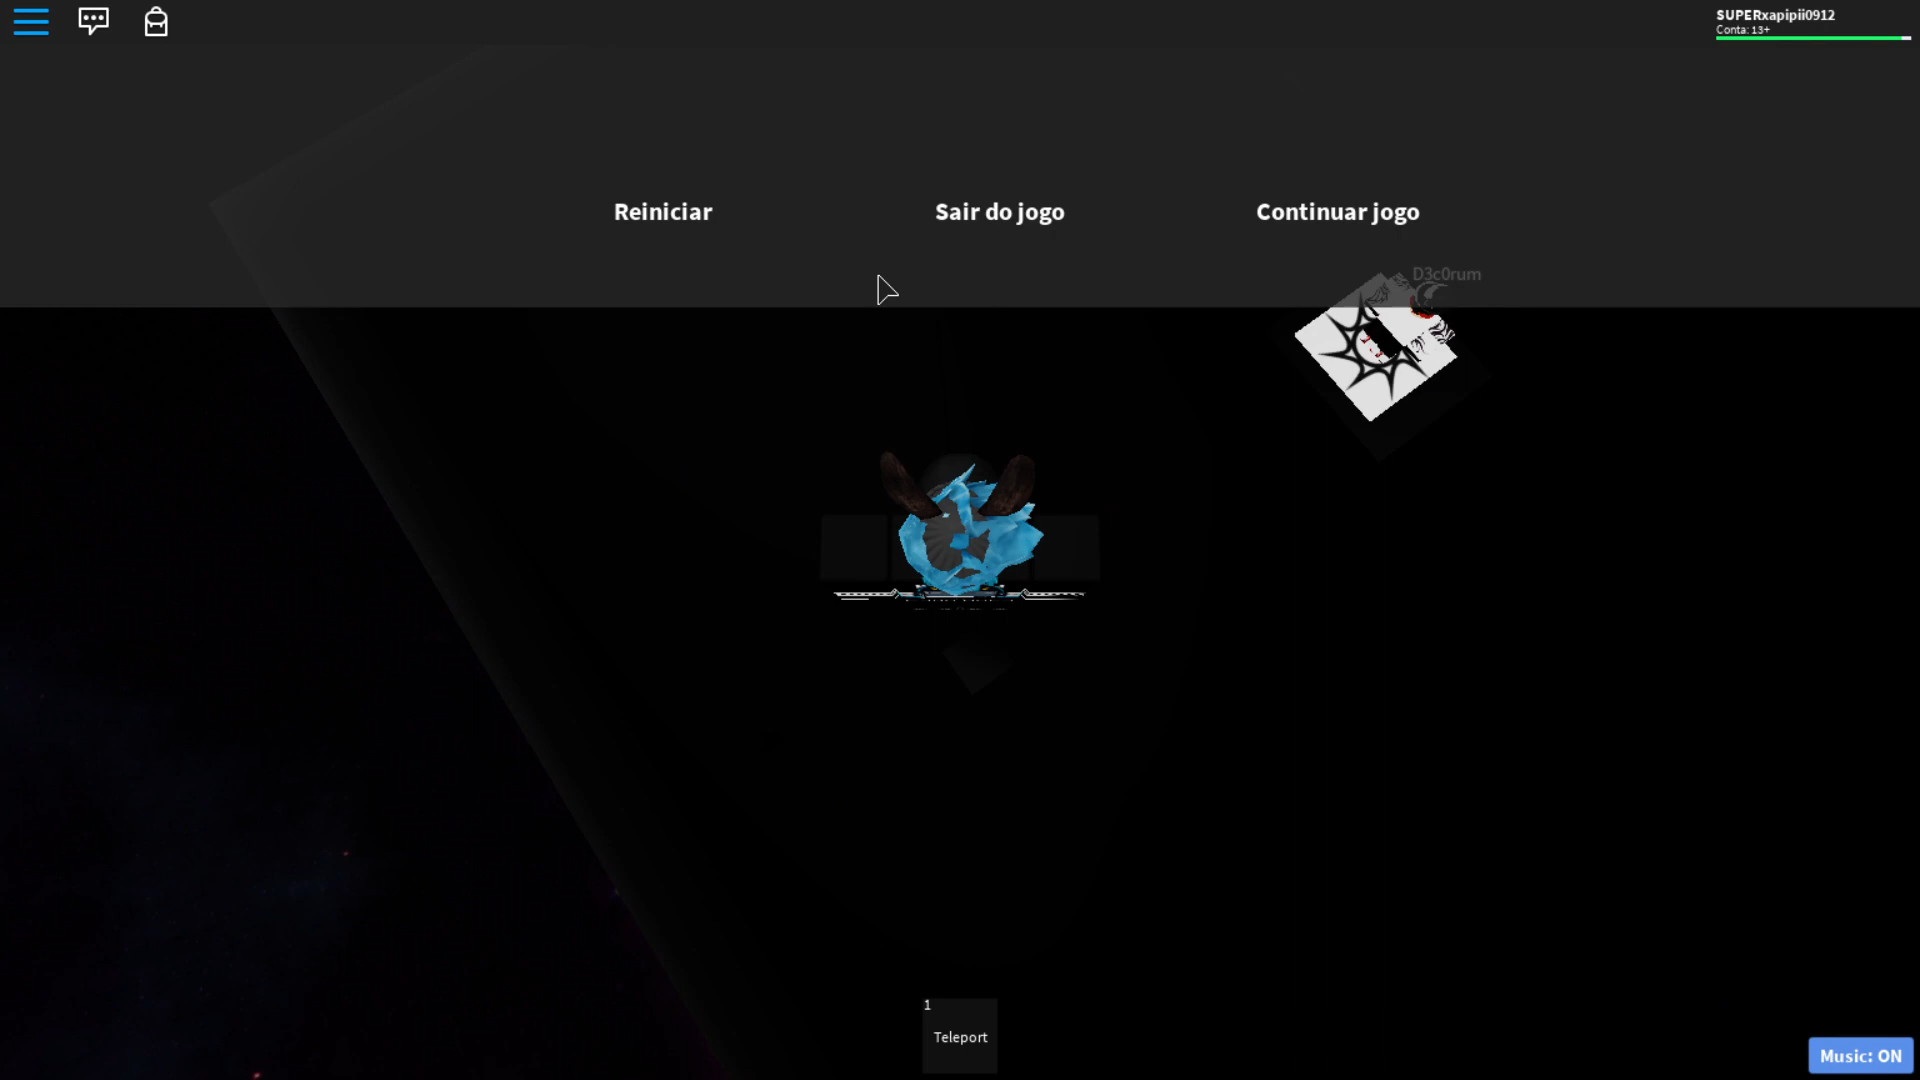 SUPERxapipii0912
Conta: 13+
Reiniciar
Sair do jogo
Continuar jogo
D3c0rum
1
Teleport
Music: ON